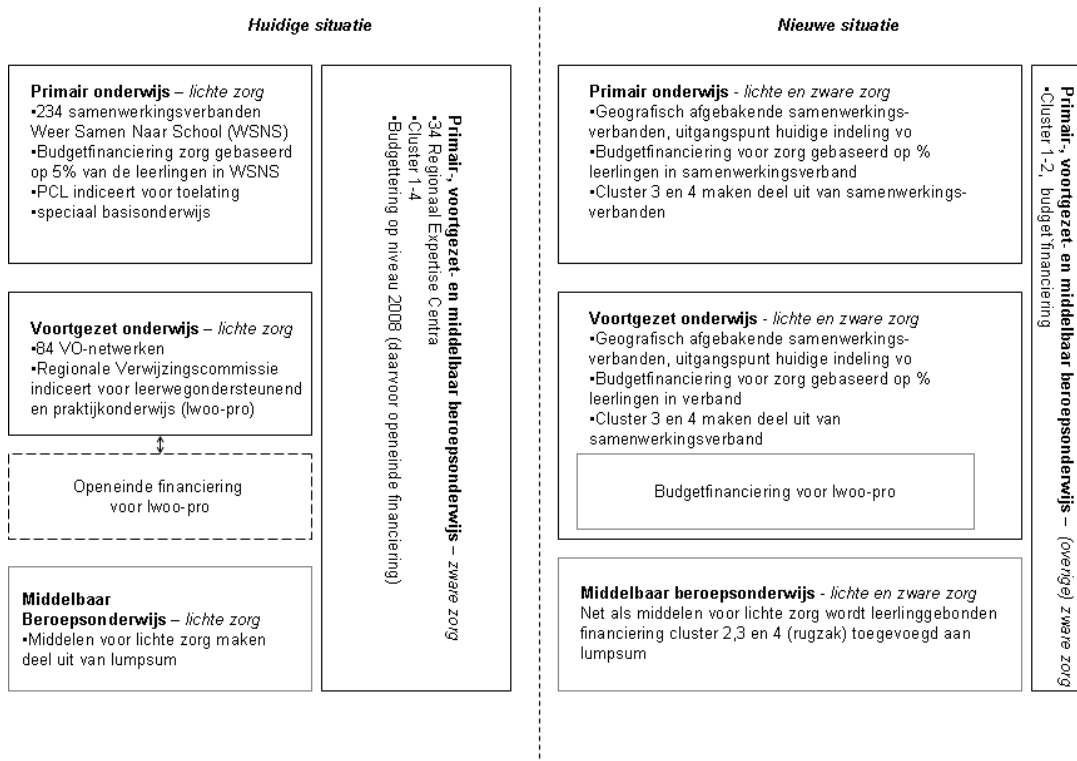 Huidige situatie
Primair onderwijs – lichte zorg
▪234 samenwerkingsverbanden
Weer Samen Naar School (WSNS)
▪Budgetfinanciering zorg gebaseerd
op 5% van de leerlingen in WSNS
▪PCL indiceert voor toelating
▪speciaal basisonderwijs
Voortgezet onderwijs – lichte zorg
▪84 VO-netwerken
▪Regionale Verwijzingscommissie
indiceert voor leerwegondersteunend
en praktijkonderwijs (lwoo-pro)
Openeinde financiering
voor lwoo-pro
Middelbaar
Beroepsonderwijs – lichte zorg
▪Middelen voor lichte zorg maken
deel uit van lumpsum
Primair-, voortgezet- en middelbaar beroepsonderwijs – zware zorg
▪34 Regionaal Expertise Centra
▪Cluster 1-4
▪Budgettering op niveau 2008 (daarvoor openeinde financiering)
Nieuwe situatie
Primair onderwijs - lichte en zware zorg
▪Geografisch afgebakende samenwerkings-
verbanden, uitgangspunt huidige indeling vo
▪Budgetfinanciering voor zorg gebaseerd op %
leerlingen in samenwerkingsverband
▪Cluster 3 en 4 maken deel uit van samenwerkings-
verbanden
Voortgezet onderwijs - lichte en zware zorg
▪Geografisch afgebakende samenwerkings-
verbanden, uitgangspunt huidige indeling vo
▪Budgetfinanciering voor zorg gebaseerd op %
leerlingen in verband
▪Cluster 3 en 4 maken deel uit van
samenwerkingsverband
Budgetfinanciering voor lwoo-pro
Middelbaar beroepsonderwijs - lichte en zware zorg
Net als middelen voor lichte zorg wordt leerlinggebonden
financiering cluster 2,3 en 4 (rugzak) toegevoegd aan
lumpsum
Primair-, voortgezet- en middelbaar beroepsonderwijs – (overige) zware zorg
▪Cluster 1-2, budget financiering